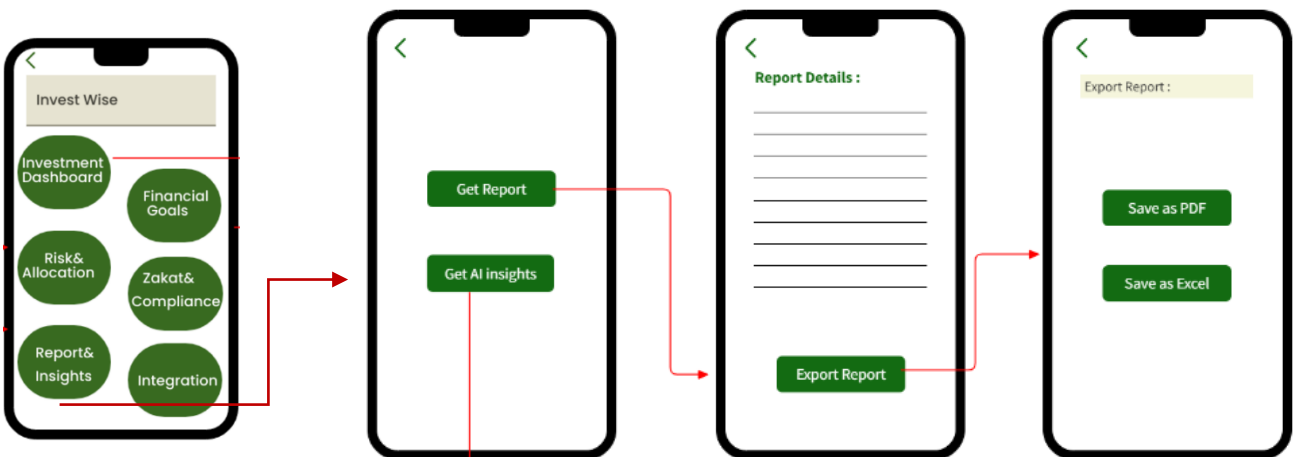 Invest Wise
Investment
Dashboard
Financial
Goals
Risk&
Allocation
Zakat&
Compliance
Report&
Insights
Integration
Get Report
Get AI insights
Report Details :
Export Report
Export Report :
Save as PDF
Save as Excel